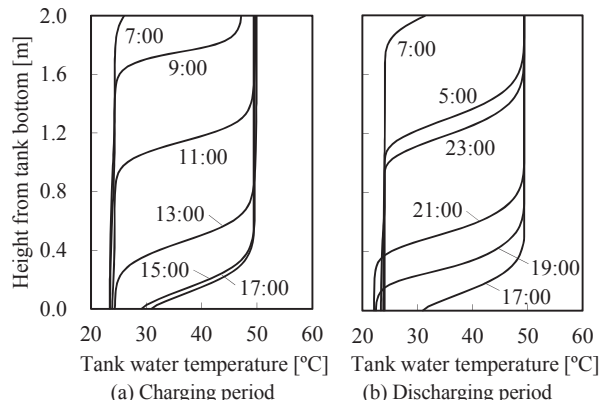 Height from tank bottom [m]
2.0
1.6
1.2
0.8
0.4
0.0
7:00
9:00
11:00
13:00
15:00
17:00
20 30 40 50 60
Tank water temperature [ºC]
(a) Charging period
7:00
5:00
23:00
21:00
19:00
17:00
20 30 40 50 60
Tank water temperature [ºC]
(b) Discharging period